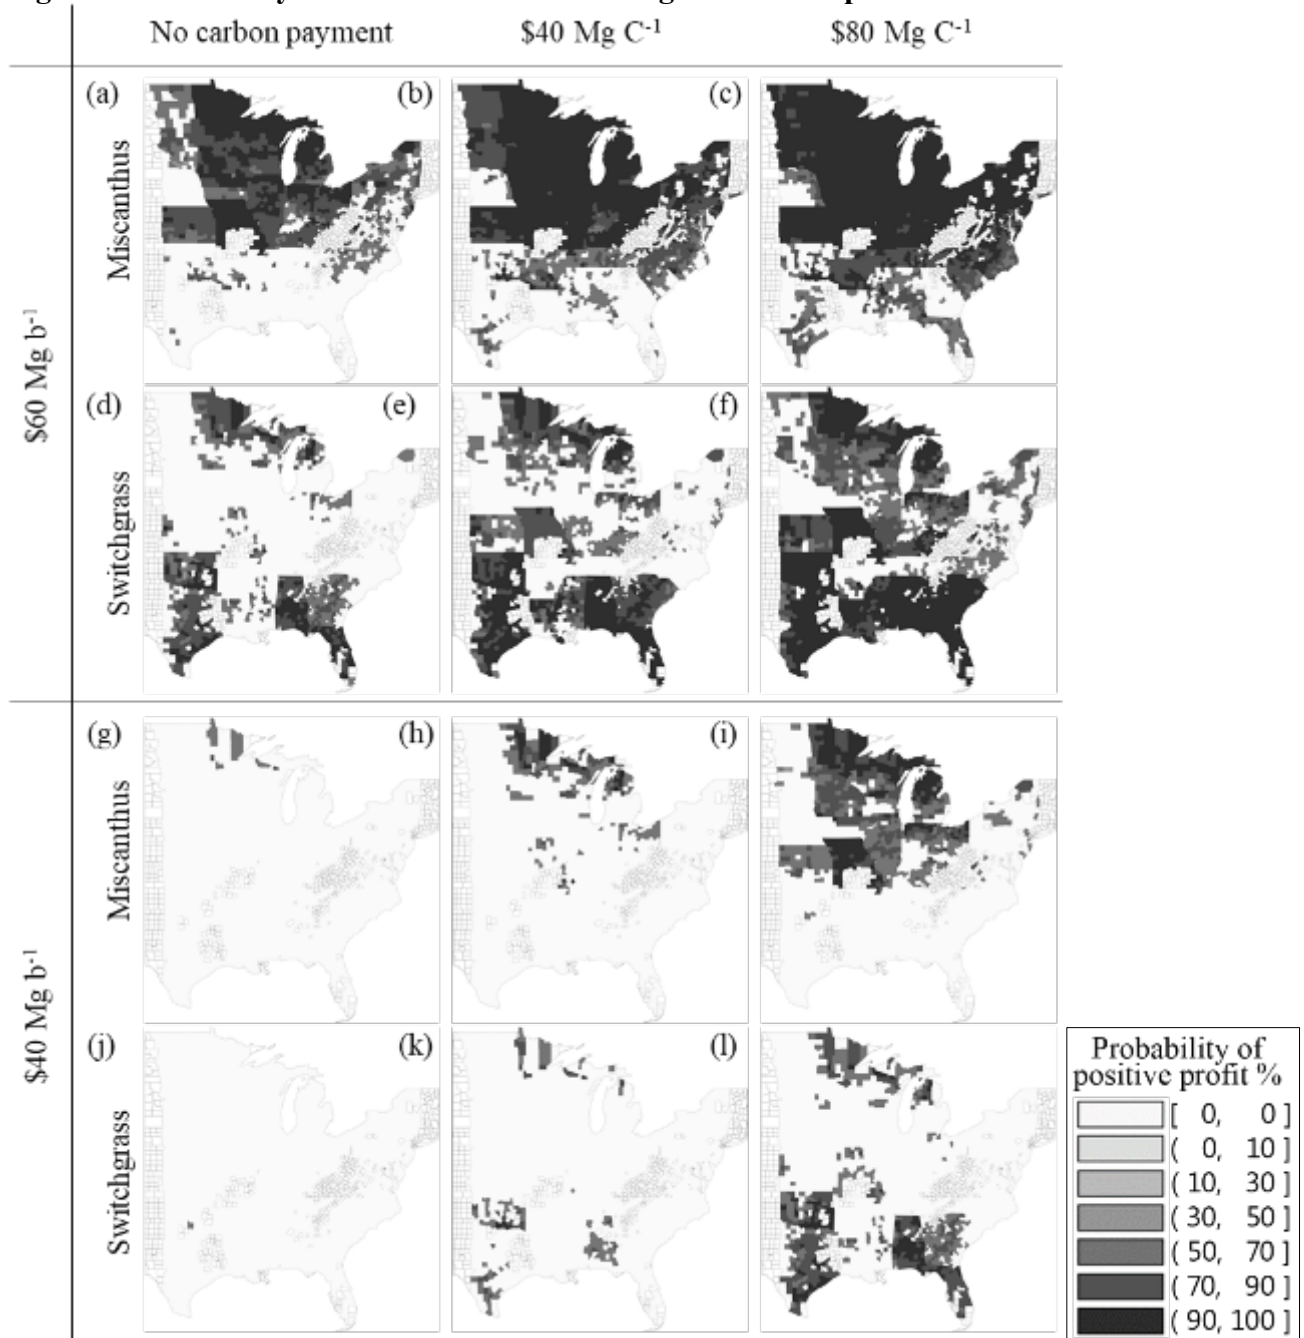 No carbon payment $40 Mg C-1 $80 Mg C-1
$60 Mg b-1
Miscanthus
(a) (b) (c)
Switchgrass
(d) (e) (f)
$40 Mg b-1
Miscanthus
(g) (h) (i)
Switchgrass
(j) (k) (l)
Probability of
positive profit %
[ 0, 0 ]
( 0, 10 ]
( 10, 30 ]
( 30, 50 ]
( 50, 70 ]
( 70, 90 ]
( 90, 100 ]